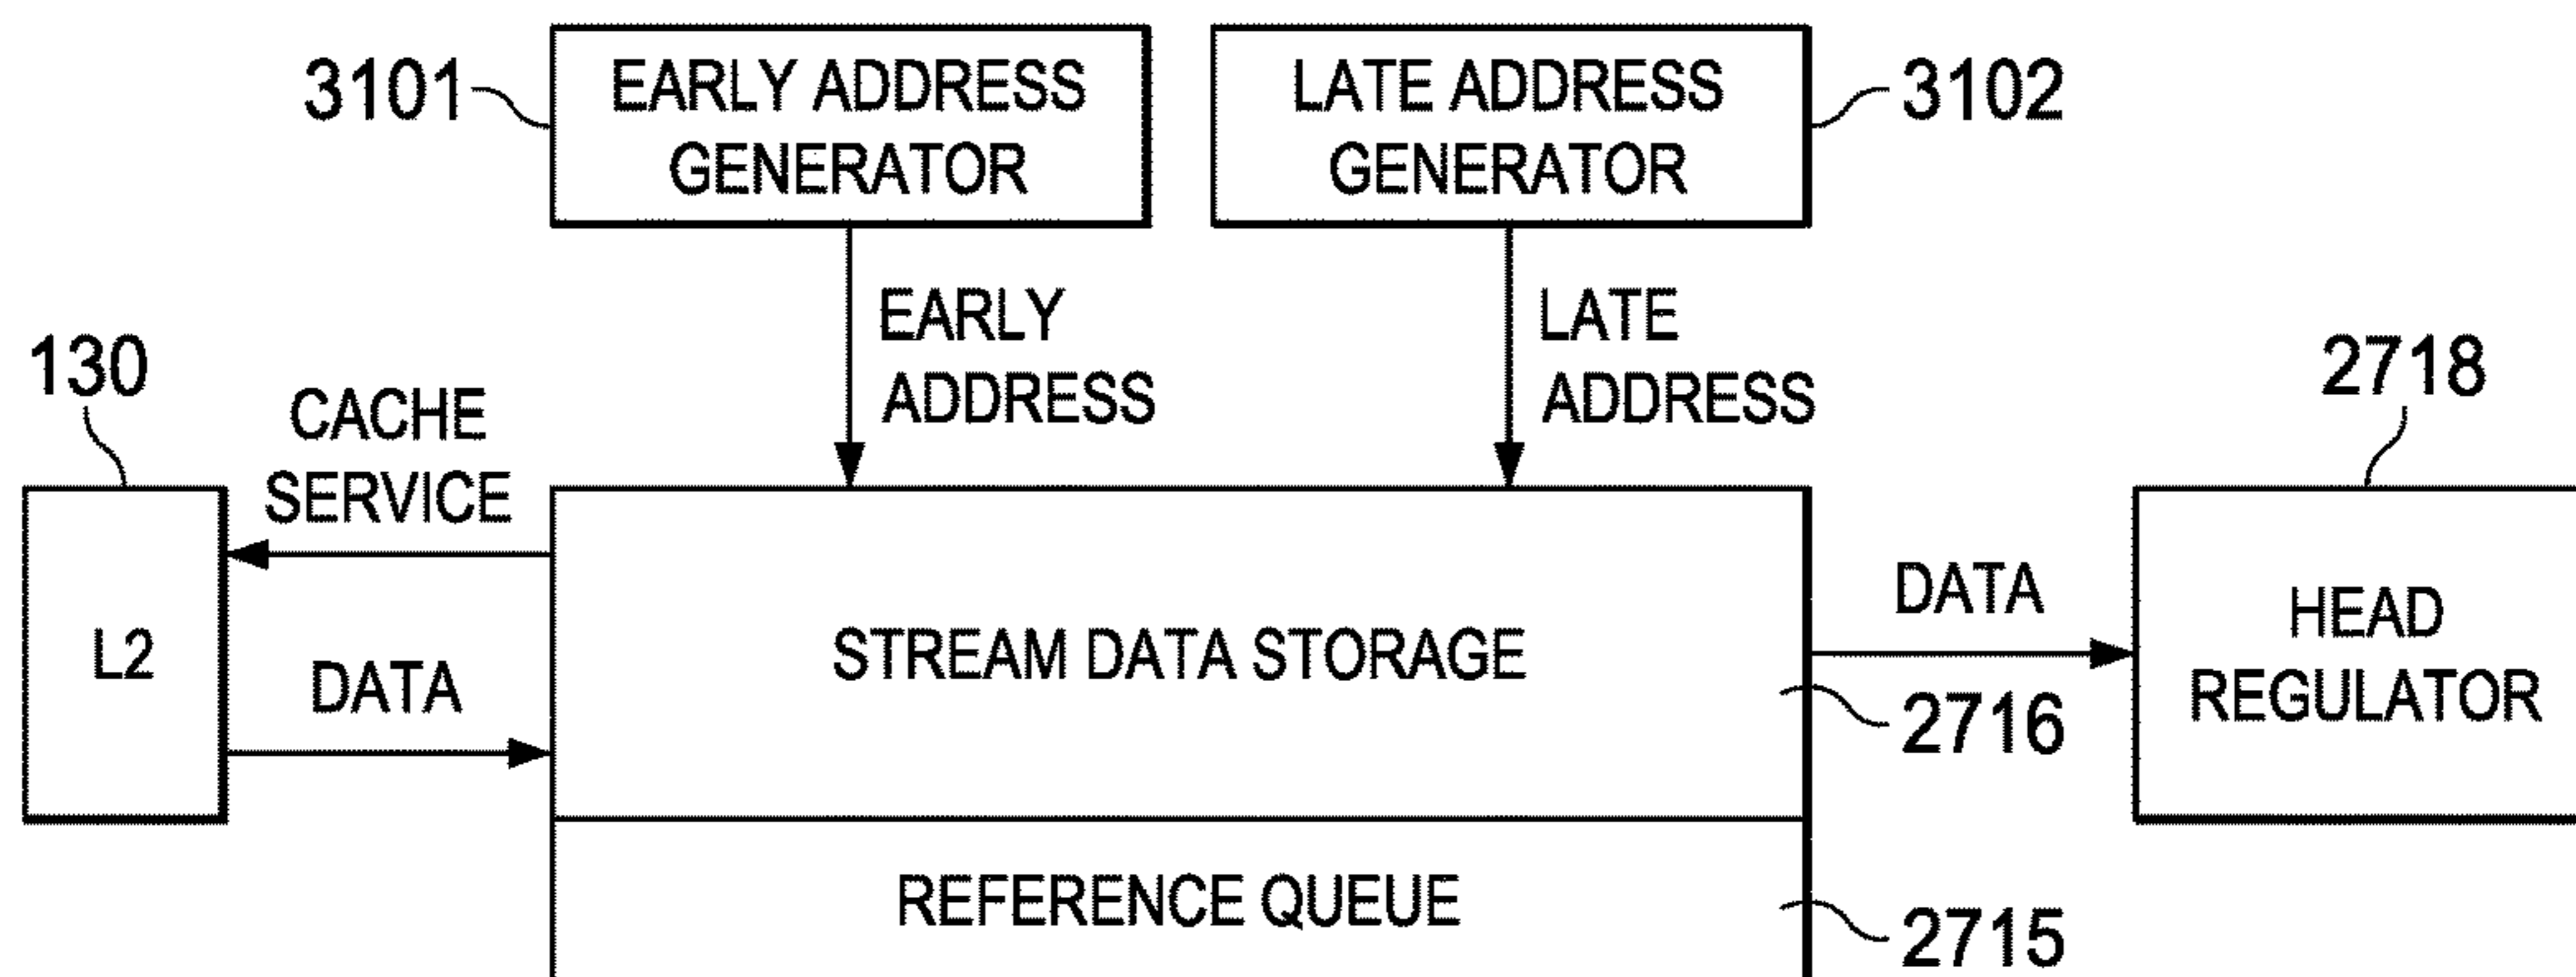 3101
EARLY ADDRESS
GENERATOR
LATE ADDRESS
GENERATOR
3102
EARLY
ADDRESS
LATE
ADDRESS
130
CACHE
SERVICE
2718
L2
DATA
STREAM DATA STORAGE
DATA
HEAD
REGULATOR
2716
REFERENCE QUEUE
2715